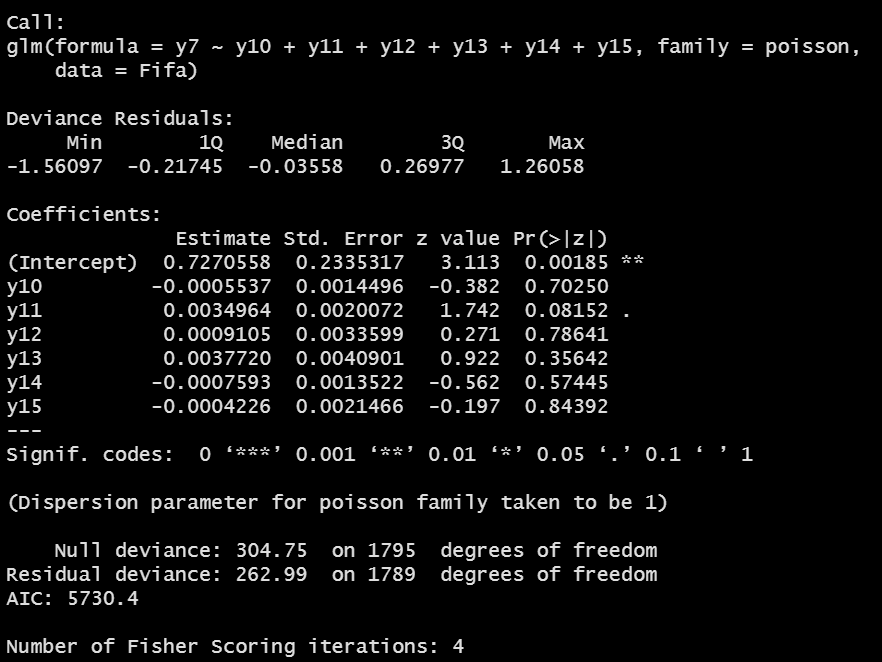 Call:
glm(formula = y7 ~ y10 + y11 + y12 + y13 + y14 + y15, family = poisson,
    data = Fifa)

Deviance Residuals:
     Min        1Q    Median        3Q       Max
-1.56097  -0.21745  -0.03558   0.26977   1.26058

Coefficients:
              Estimate Std. Error z value Pr(>|z|)
(Intercept)  0.7270558  0.2335317   3.113  0.00185 **
y10         -0.0005537  0.0014496  -0.382  0.70250
y11          0.0034964  0.0020072   1.742  0.08152 .
y12          0.0009105  0.0033599   0.271  0.78641
y13          0.0037720  0.0040901   0.922  0.35642
y14         -0.0007593  0.0013522  -0.562  0.57445
y15         -0.0004226  0.0021466  -0.197  0.84392
---
Signif. codes:  0 ‘***’ 0.001 ‘**’ 0.01 ‘*’ 0.05 ‘.’ 0.1 ‘ ’ 1

(Dispersion parameter for poisson family taken to be 1)

    Null deviance: 304.75  on 1795  degrees of freedom
Residual deviance: 262.99  on 1789  degrees of freedom
AIC: 5730.4

Number of Fisher Scoring iterations: 4